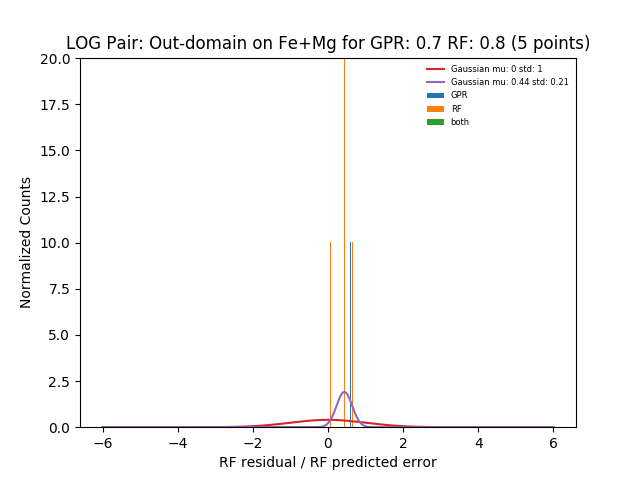 LOG Pair: Out-domain on Fe+Mg for GPR: 0.7 RF: 0.8 (5 points)
Gaussian mu: 0 std: 1
Gaussian mu: 0.44 std: 0.21
GPR
RF
both
Normalized Counts
20.0
17.5
15.0
12.5
10.0
7.5
5.0
2.5
0.0
−6 −4 −2 0 2 4 6
RF residual / RF predicted error